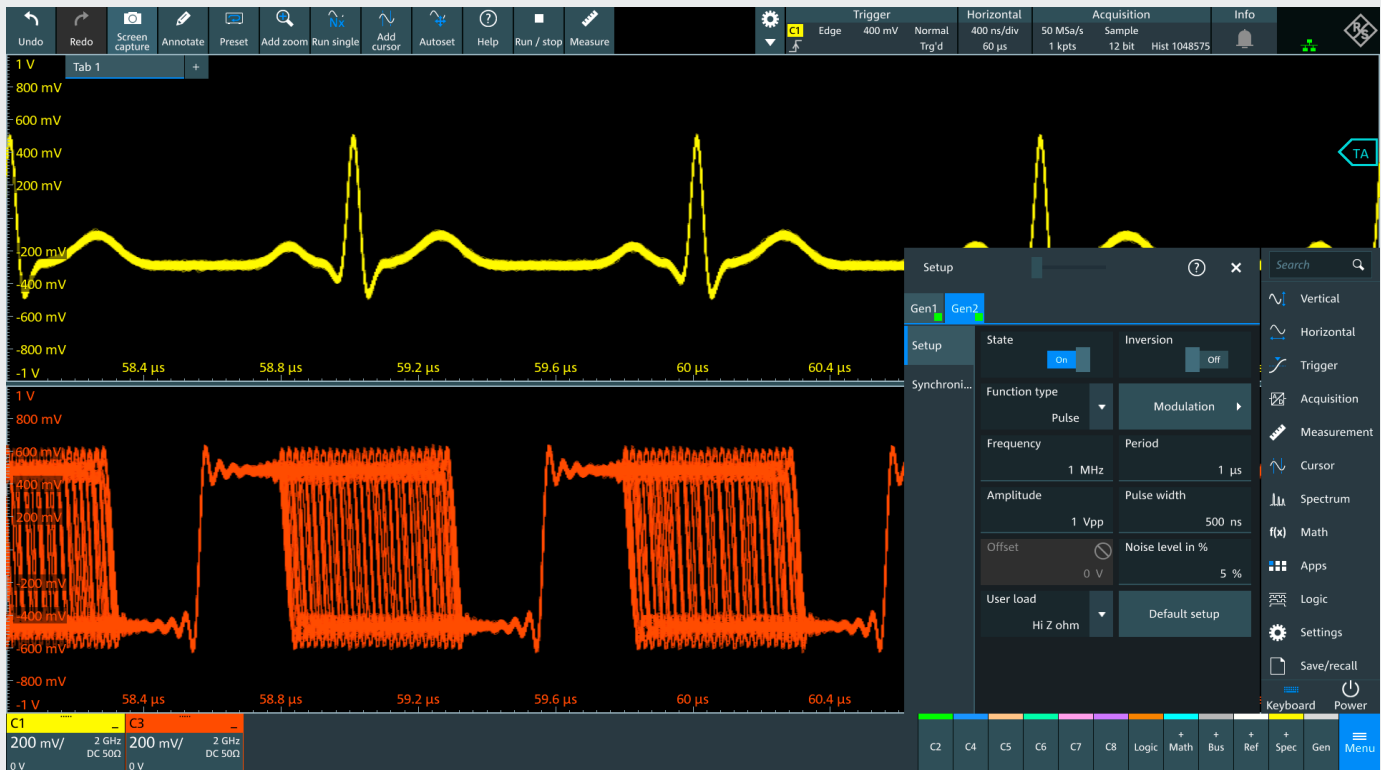 Trigger Horizontal Acquisition Info
Undo Redo Screen capture Annotate Preset Add zoom Run single Add cursor Autoset Help Run / stop Measure
C1 Edge 400 mV Normal 400 ns/div 50 MSa/s Sample
Trg'd 60 µs 1 kpts 12 bit Hist 1048575
R&S
1 V
Tab 1 +
800 mV
600 mV
400 mV
TA
200 mV
-200 mV
-400 mV
-600 mV
-800 mV
-1 V
58.4 µs 58.8 µs 59.2 µs 59.6 µs 60 µs 60.4 µs
1 V
800 mV
600 mV
400 mV
200 mV
-200 mV
-400 mV
-600 mV
-800 mV
-1 V
58.4 µs 58.8 µs 59.2 µs 59.6 µs 60 µs 60.4 µs
Setup
? ×
Gen1 Gen2
Setup
Synchroni...
State
On
Inversion
Off
Function type
Pulse
Modulation
Frequency
1 MHz
Period
1 µs
Amplitude
1 Vpp
Pulse width
500 ns
Offset
0 V
Noise level in %
5 %
User load
Hi Z ohm
Default setup
Search
Vertical
Horizontal
Trigger
Acquisition
Measurement
Cursor
Spectrum
f(x) Math
Apps
Logic
Settings
Save/recall
Keyboard Power
C1
200 mV/ 2 GHz
DC 50Ω
0 V
C3
200 mV/ 2 GHz
DC 50Ω
0 V
C2 C4 C5 C6 C7 C8 Logic + Math + Bus + Ref + Spec Gen Menu